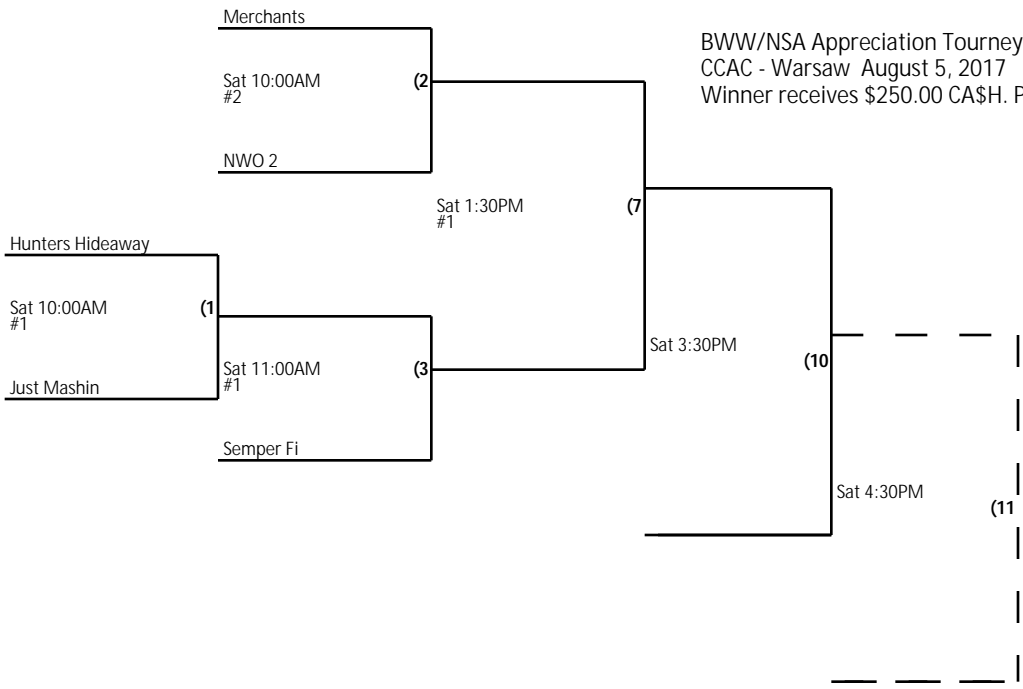 Merchants
BWW/NSA Appreciation Tourney
CCAC - Warsaw August 5, 2017
Winner receives $250.00 CA$H. P
Sat 10:00AM
#2
(2
NWO 2
Sat 1:30PM
#1
(7
Hunters Hideaway
Sat 10:00AM
#1
(1
Sat 3:30PM
(10
Sat 11:00AM
#1
(3
Just Mashin
Semper Fi
Sat 4:30PM
(11